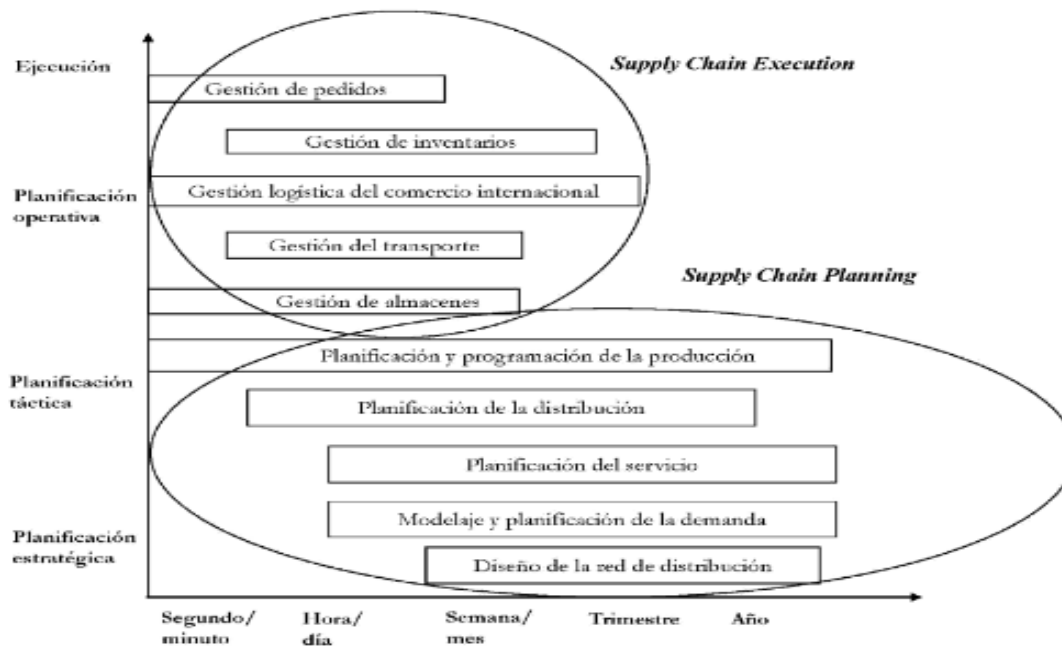 Ejecución
Supply Chain Execution
Gestión de pedidos
Gestión de inventarios
Planificación
operativa
Gestión logística del comercio internacional
Gestión del transporte
Supply Chain Planning
Gestión de almacenes
Planificación y programación de la producción
Planificación
táctica
Planificación de la distribución
Planificación del servicio
Modelaje y planificación de la demanda
Planificación
estratégica
Diseño de la red de distribución
Segundo/
minuto
Hora/
día
Semana/
mes
Trimestre
Año